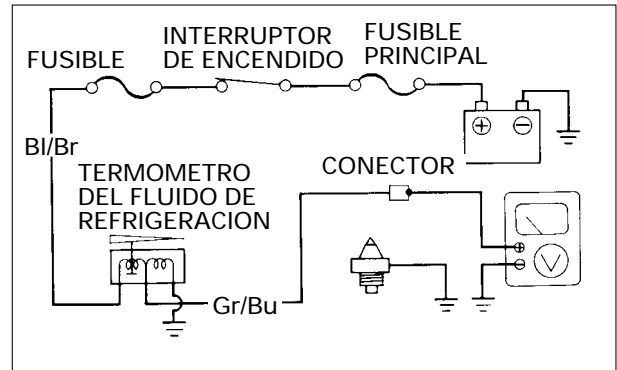 FUSIBLE
INTERRUPTOR
DE ENCENDIDO
FUSIBLE
PRINCIPAL
Bl/Br
TERMOMETRO
DEL FLUIDO DE
REFRIGERACION
CONECTOR
Gr/Bu
V